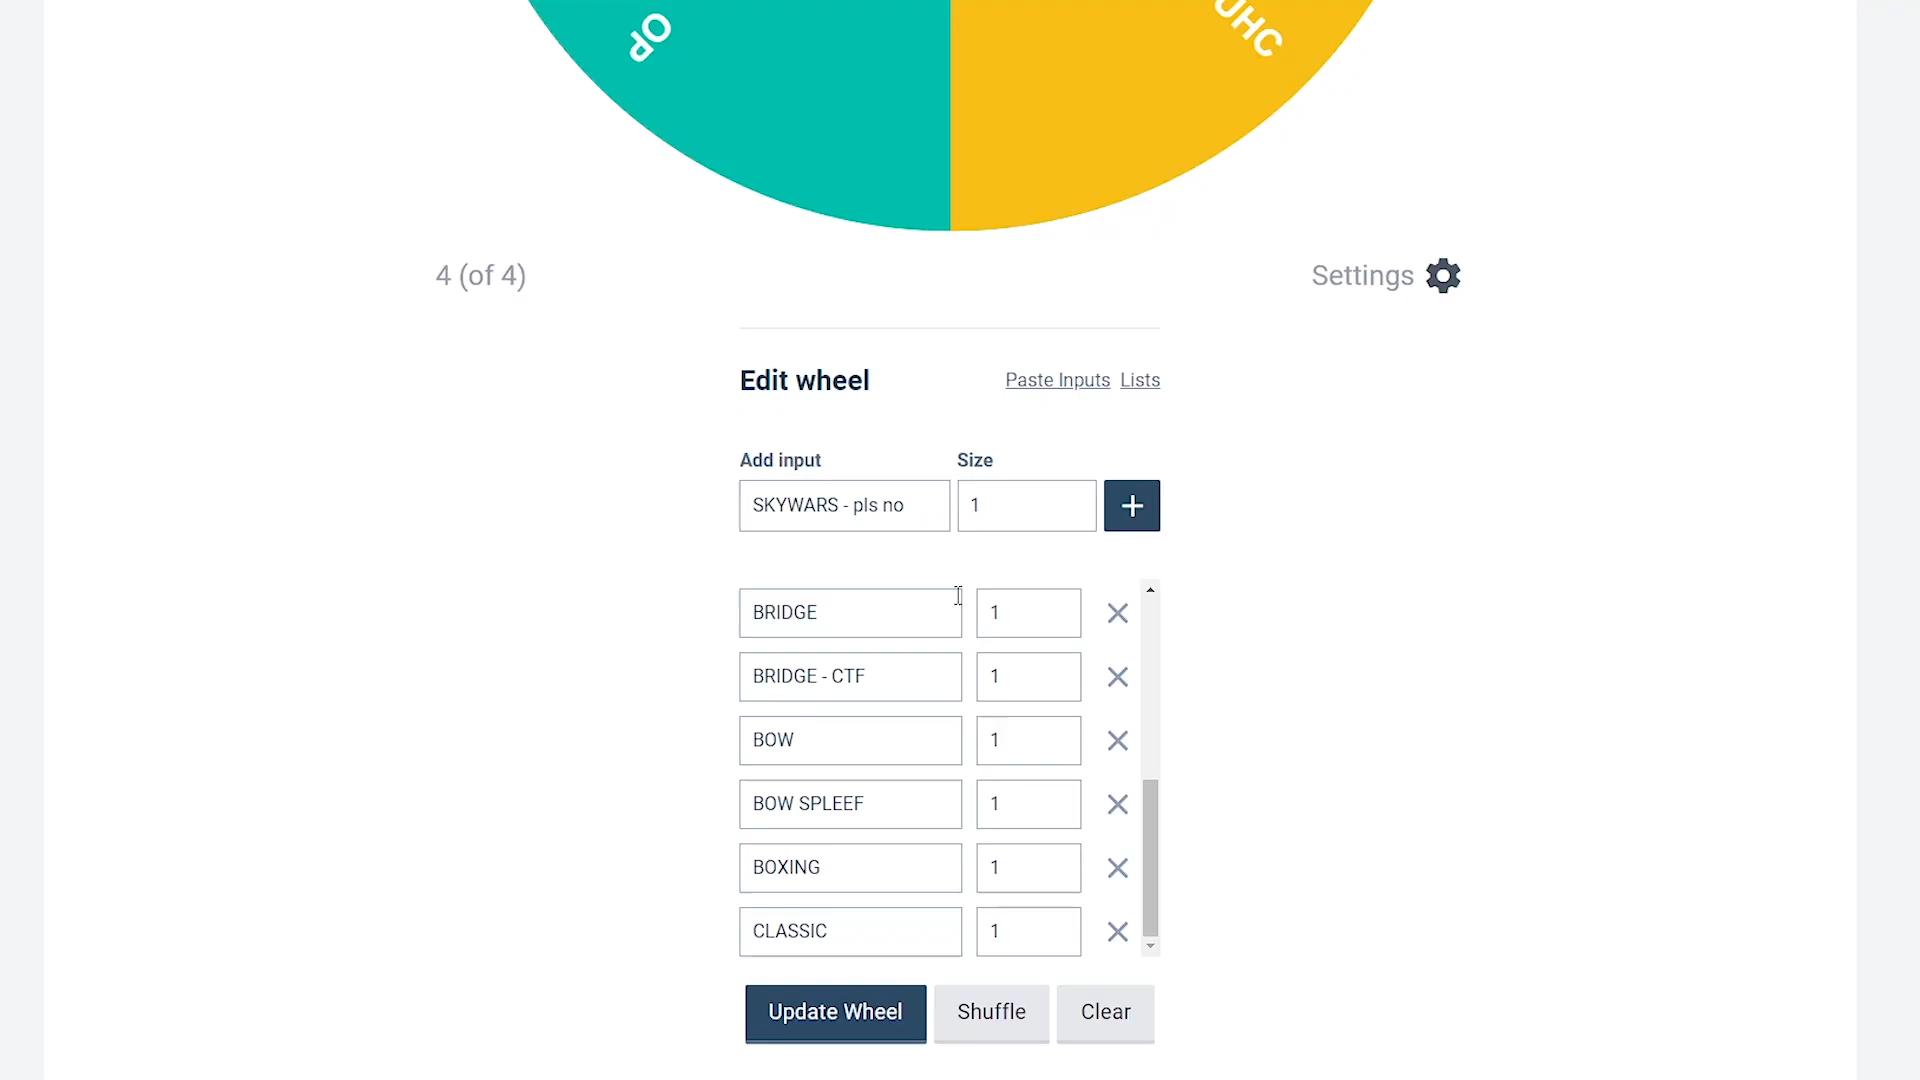 OP
UHC
4 (of 4)
Settings
Edit wheel
Paste Inputs Lists
Add input
Size
SKYWARS - pls no
1
BRIDGE
1
BRIDGE - CTF
1
BOW
1
BOW SPLEEF
1
BOXING
1
CLASSIC
1
Update Wheel
Shuffle
Clear